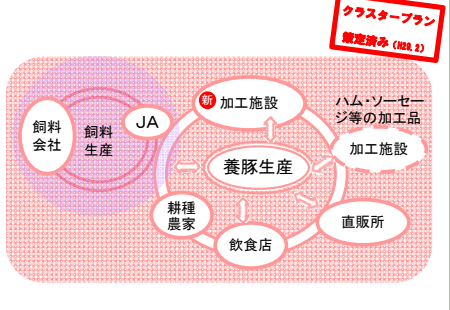 クラスタープラン
策定済み（H29.2）
新 加工施設
ハム・ソーセー
ジ等の加工品
加工施設
飼料
会社
飼料
生産
JA
養豚生産
耕種
農家
飲食店
直販所